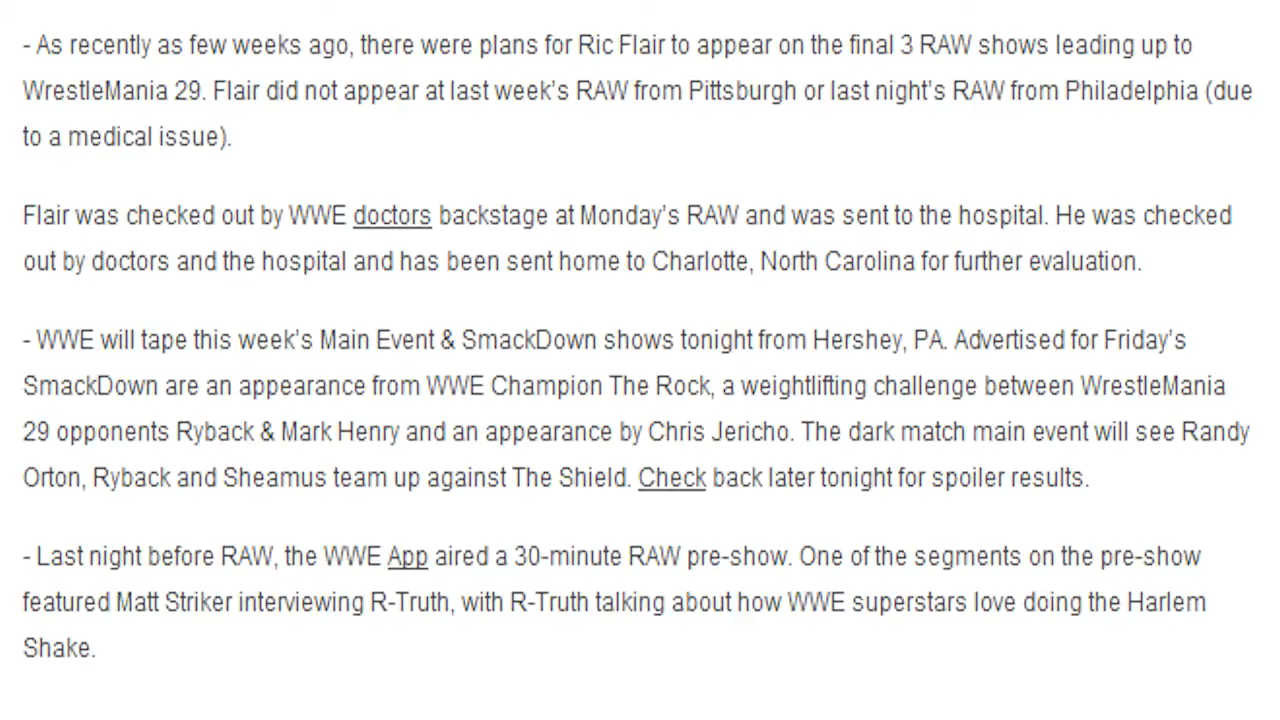 - As recently as few weeks ago, there were plans for Ric Flair to appear on the final 3 RAW shows leading up to
WrestleMania 29. Flair did not appear at last week's RAW from Pittsburgh or last night's RAW from Philadelphia (due
to a medical issue).
Flair was checked out by WWE doctors backstage at Monday's RAW and was sent to the hospital. He was checked
out by doctors and the hospital and has been sent home to Charlotte, North Carolina for further evaluation.
- WWE will tape this week's Main Event & SmackDown shows tonight from Hershey, PA. Advertised for Friday's
SmackDown are an appearance from WWE Champion The Rock, a weightlifting challenge between WrestleMania
29 opponents Ryback & Mark Henry and an appearance by Chris Jericho. The dark match main event will see Randy
Orton, Ryback and Sheamus team up against The Shield. Check back later tonight for spoiler results.
- Last night before RAW, the WWE App aired a 30-minute RAW pre-show. One of the segments on the pre-show
featured Matt Striker interviewing R-Truth, with R-Truth talking about how WWE superstars love doing the Harlem
Shake.